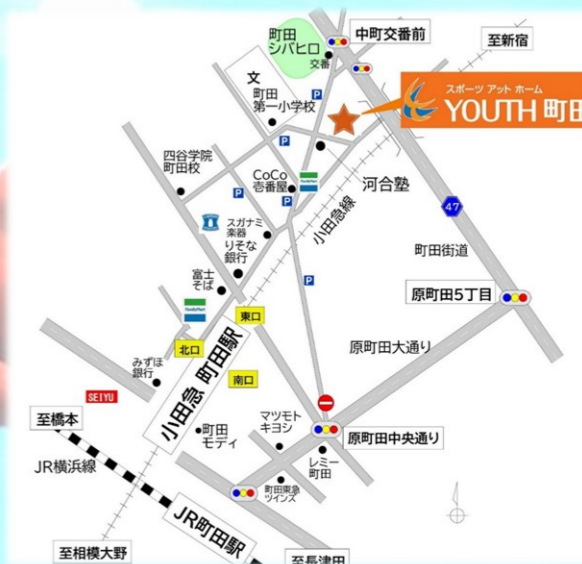 町田
シバヒロ
交番
中町交番前
至新宿
文
町田
第一小学校
P
スポーツ アット ホーム
YOUTH 町田
四谷学院
町田校
P
CoCo
壱番屋
FamilyMart
河合塾
P
P
小田急線
47
町田街道
スガナミ
楽器
りそな
銀行
富士
そば
P
原町田5丁目
FamilyMart
東口
北口
原町田大通り
小田急 町田駅
みずほ
銀行
南口
SEIYU
至橋本
町田
モディ
マツモト
キヨシ
原町田中央通り
JR横浜線
レミー
町田
町田東急
ツインズ
JR町田駅
至相模大野
至長津田